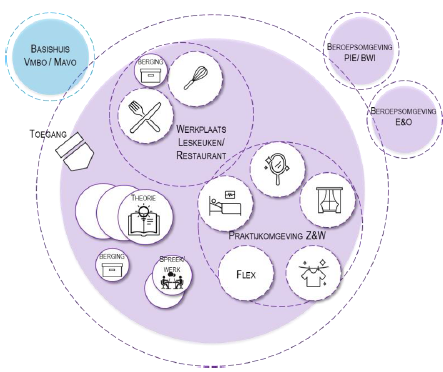 BASISHUIS
VMBO / MAVO
BEROEPSOMGEVING
PIE/ BWI
BEROEPSOMGEVING
E&O
BERGING
WERKPLAATS
LESKEUKEN/
RESTAURANT
TOEGANG
THEORIE
PRAKTIJKOMGEVING Z&W
BERGING
SPREEK/
WERK
FLEX